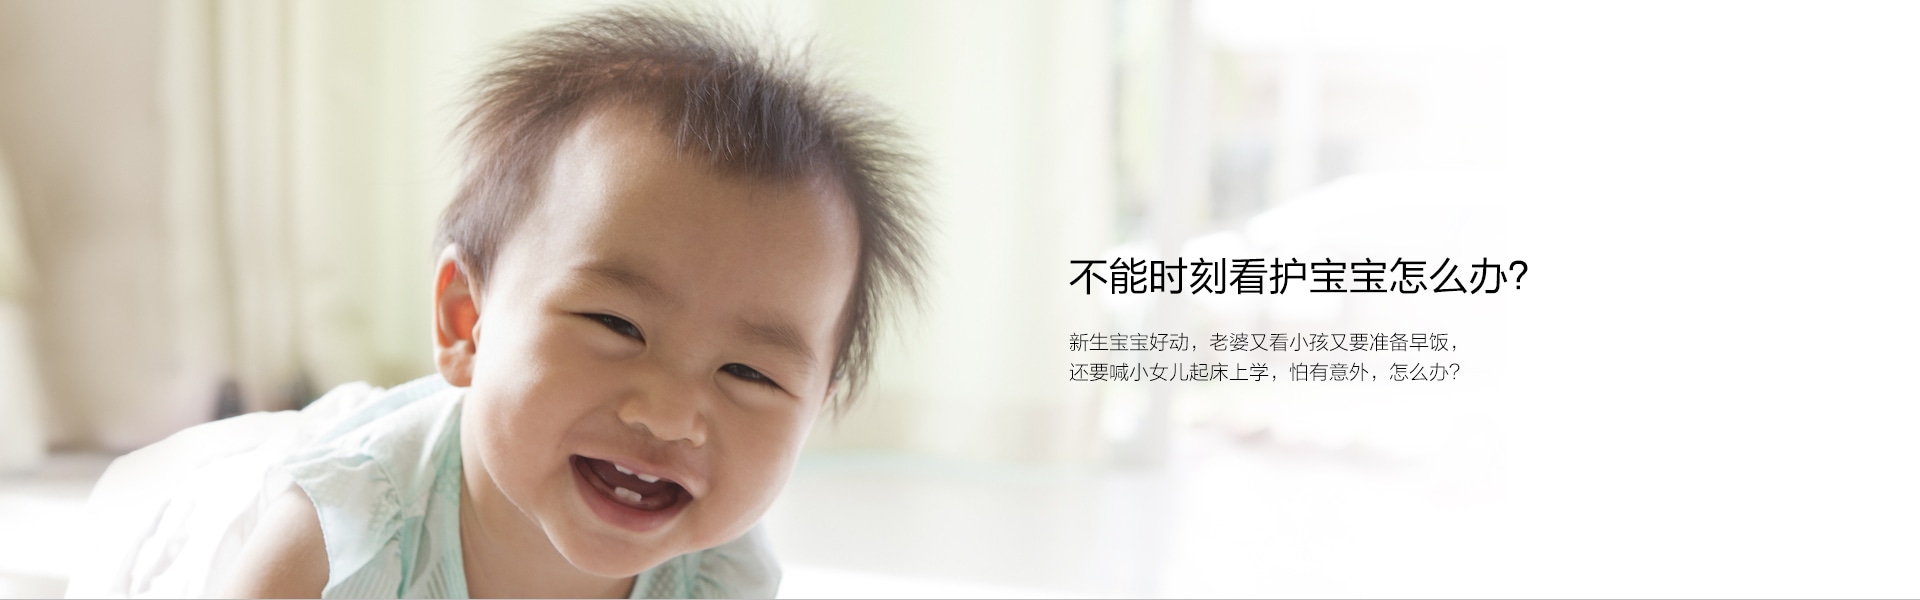 不能时刻看护宝宝怎么办?
新生宝宝好动，老婆又看小孩又要准备早饭，
还要喊小女儿起床上学，怕有意外，怎么办?